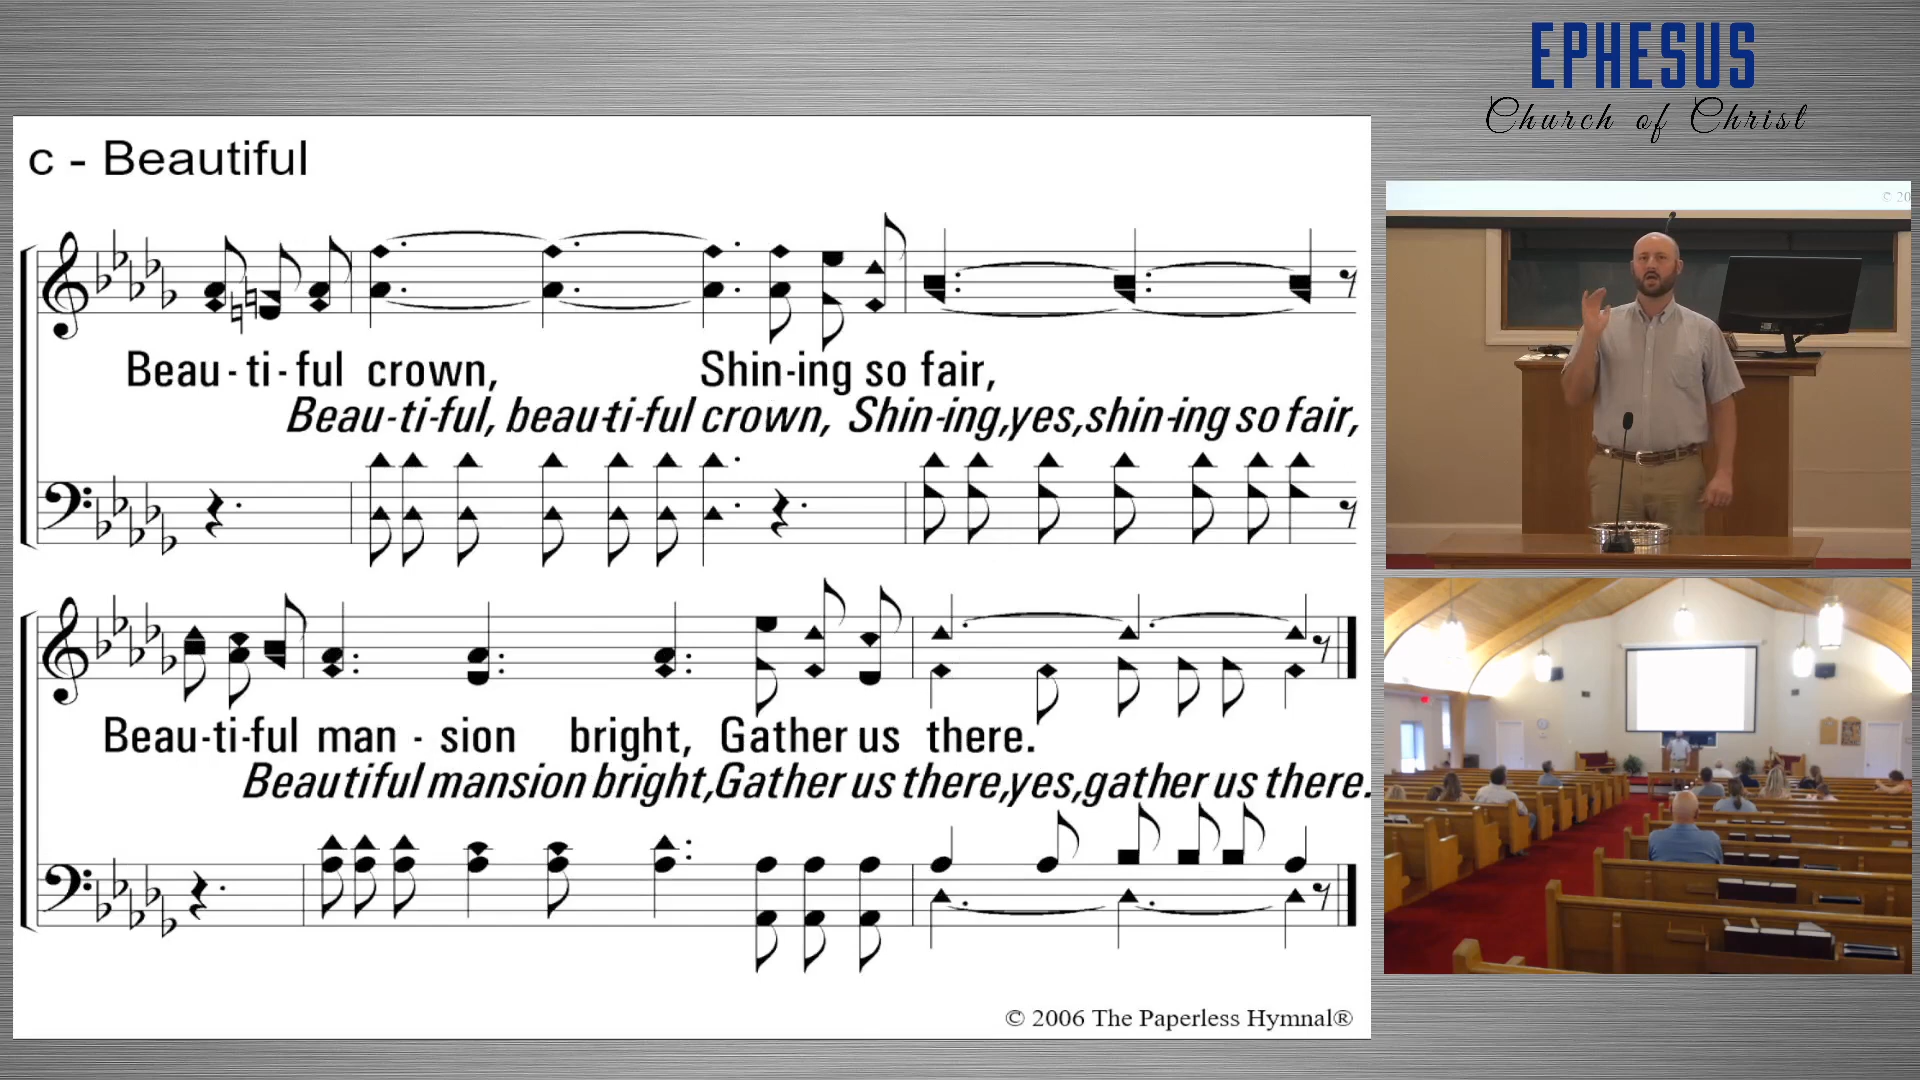 EPHESUS
Church of Christ
c - Beautiful
Beau - ti - ful crown, Shin-ing so fair,
Beau-ti-ful, beau-ti-ful crown, Shin-ing,yes,shin-ing so fair,
Beau-ti-ful man - sion bright, Gather us there.
Beautiful mansion bright,Gather us there,yes,gather us there.
© 2006 The Paperless Hymnal®
© 20